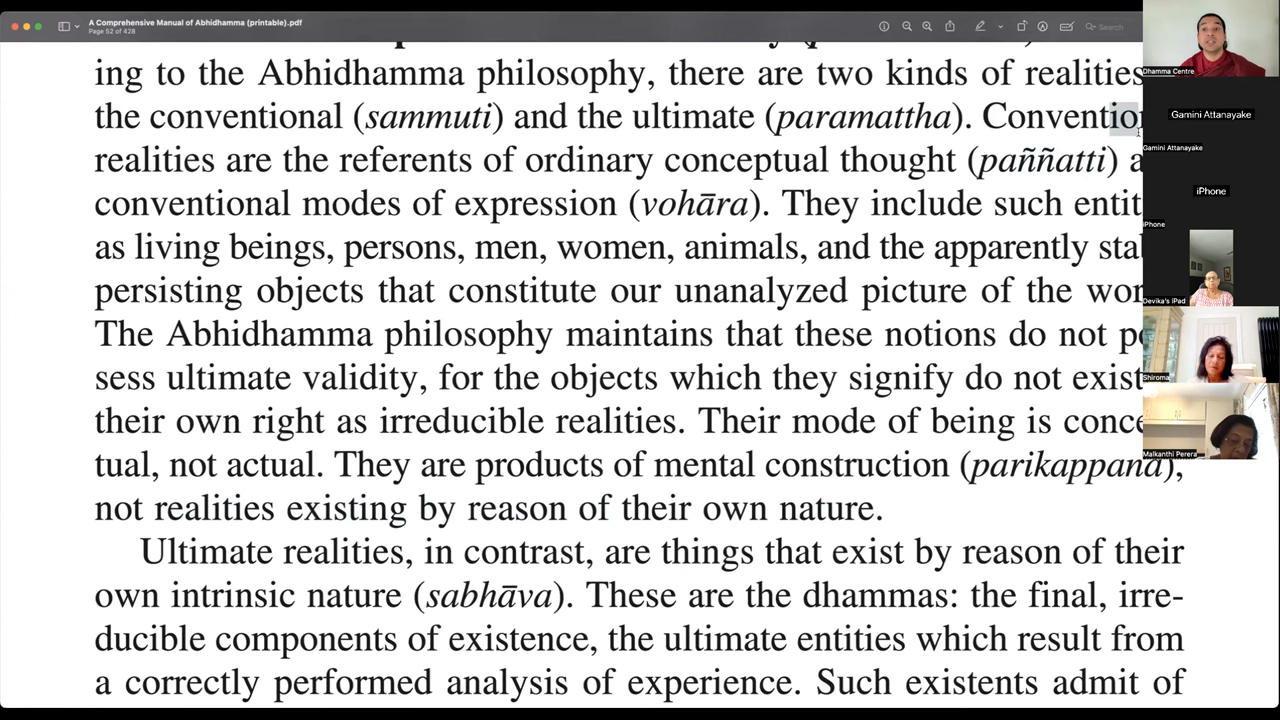 A Comprehensive Manual of Abhidhamma (printable).pdf
Page 52 of 428
Search
ing to the Abhidhamma philosophy, there are two kinds of realities
the conventional (sammuti) and the ultimate (paramattha). Convention
realities are the referents of ordinary conceptual thought (paññatti) a
conventional modes of expression (vohāra). They include such entit
as living beings, persons, men, women, animals, and the apparently sta
persisting objects that constitute our unanalyzed picture of the wor
The Abhidhamma philosophy maintains that these notions do not po
sess ultimate validity, for the objects which they signify do not exist
their own right as irreducible realities. Their mode of being is conce
tual, not actual. They are products of mental construction (parikappanā),
not realities existing by reason of their own nature.
Ultimate realities, in contrast, are things that exist by reason of their
own intrinsic nature (sabhāva). These are the dhammas: the final, irre-
ducible components of existence, the ultimate entities which result from
a correctly performed analysis of experience. Such existents admit of
Dhamma Centre
Gamini Attanayake
Gamini Attanayake
iPhone
iPhone
Devika's iPad
Shiroma
Malkanthi Perera